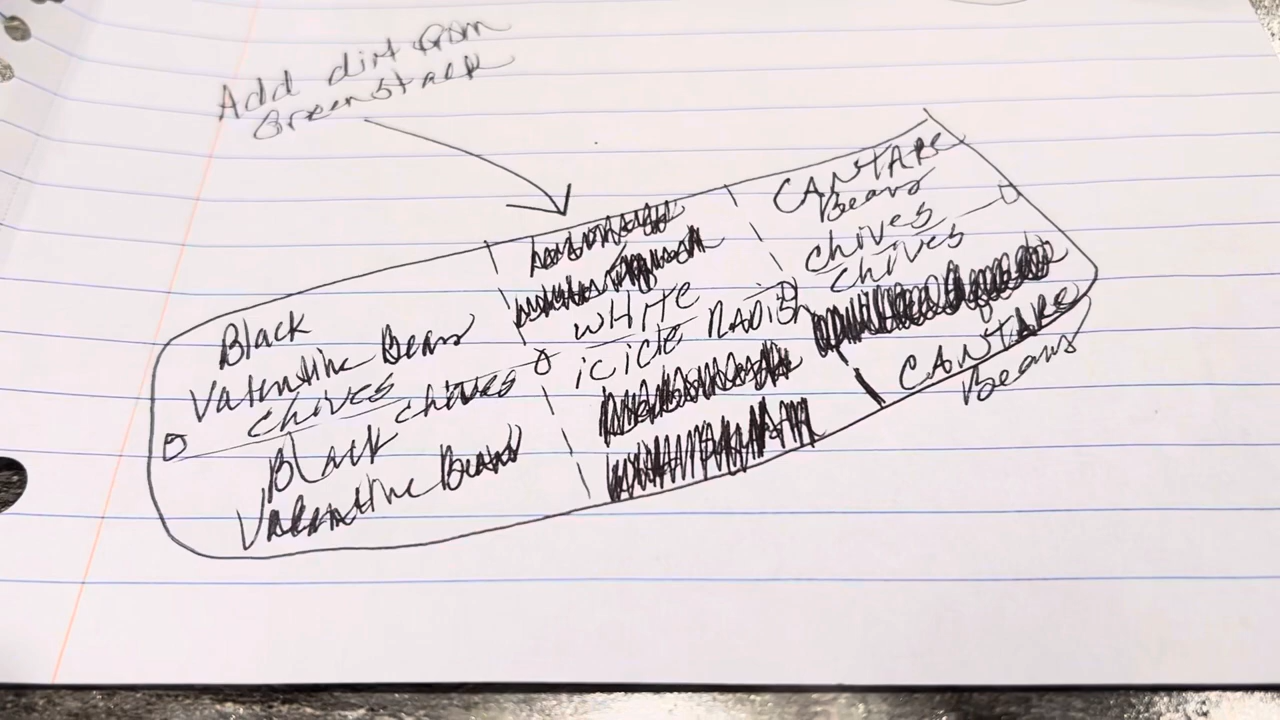 Add dirt from
Greenstalk
Black
Valentine Beans
chives
chives
Black
Valentine Beans
WHITE
icicle RADISH
CANTARE
Beans
chives
chives
CANTARE
Beans